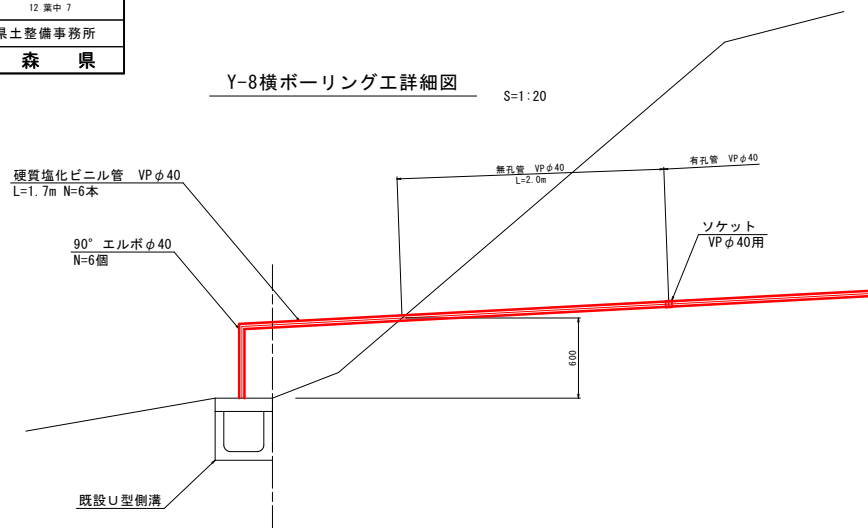 12 葉中 7
県土整備事務所
森 県
Y-8横ボーリング工詳細図
S=1:20
無孔管 VPφ40
L=2.0m
有孔管 VPφ40
硬質塩化ビニル管 VPφ40
L=1.7m N=6本
90° エルボφ40
N=6個
ソケット
VPφ40用
600
既設U型側溝